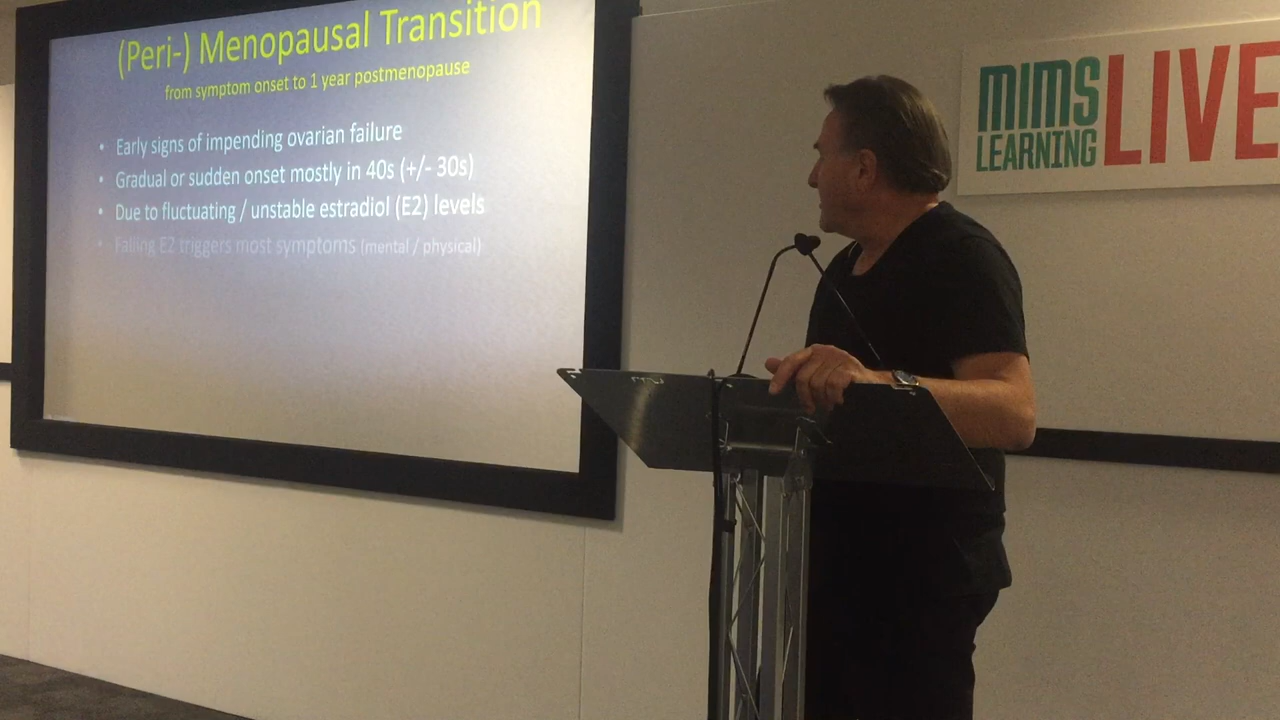 (Peri-) Menopausal Transition
from symptom onset to 1 year postmenopause
• Early signs of impending ovarian failure
• Gradual or sudden onset mostly in 40s (+/- 30s)
• Due to fluctuating / unstable estradiol (E2) levels
• Falling E2 triggers most symptoms (mental / physical)
MIMS
LEARNING
LIVE